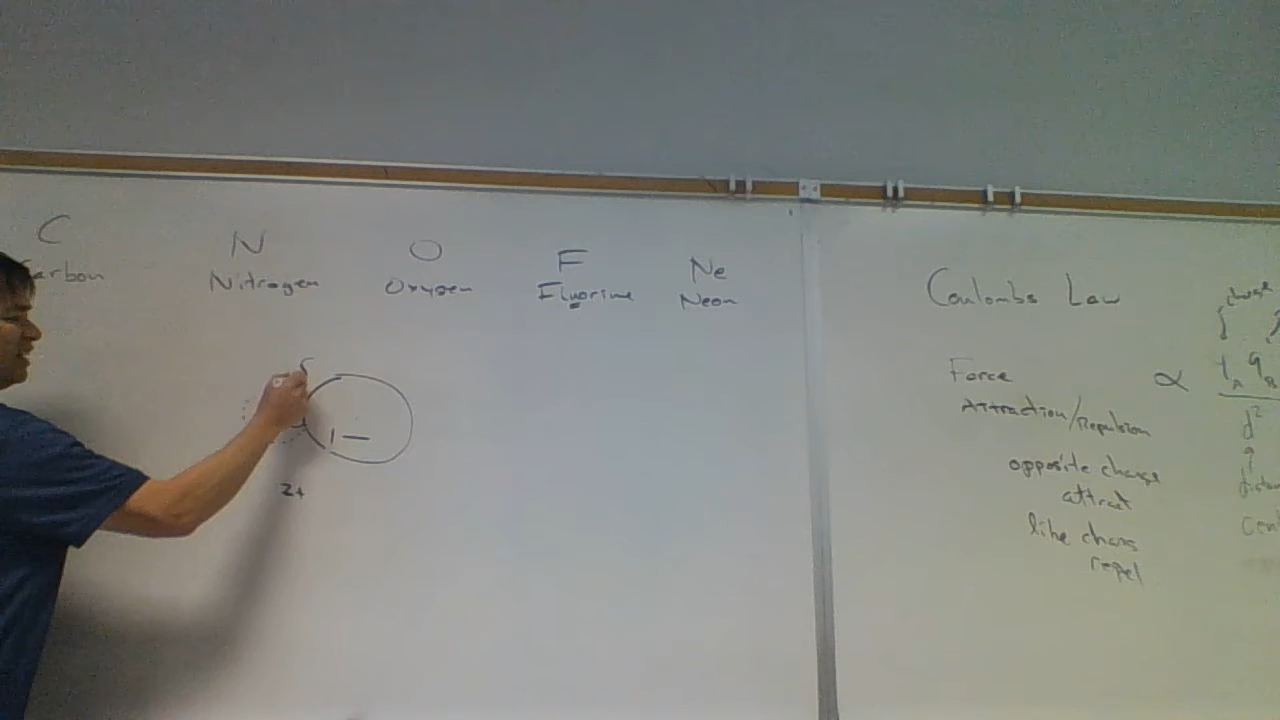 C
N
O
F
Ne
Carbon
Nitrogen
Oxygen
Fluorine
Neon
1 -
2+
Coulombs Law
Force
Attraction/Repulsion
opposite charge
attract
like chars
repel
charge
∝
q
d²